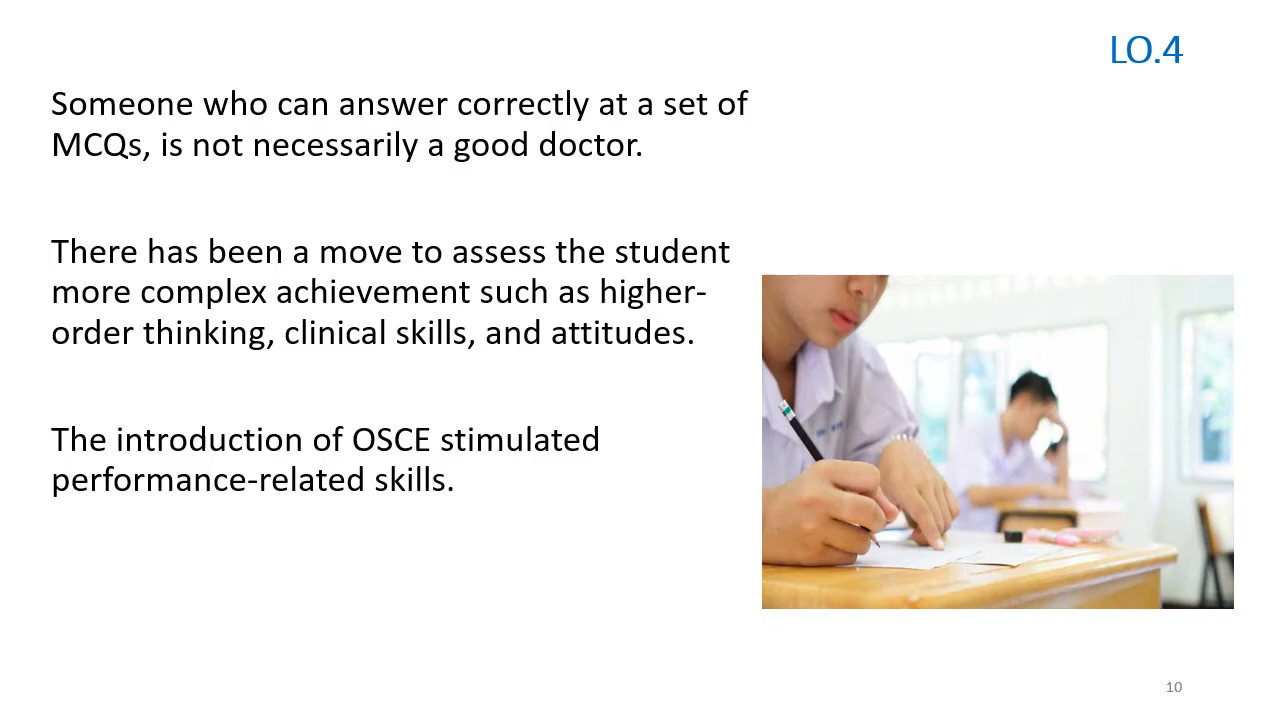 LO.4
Someone who can answer correctly at a set of
MCQs, is not necessarily a good doctor.
There has been a move to assess the student
more complex achievement such as higher-
order thinking, clinical skills, and attitudes.
The introduction of OSCE stimulated
performance-related skills.
10